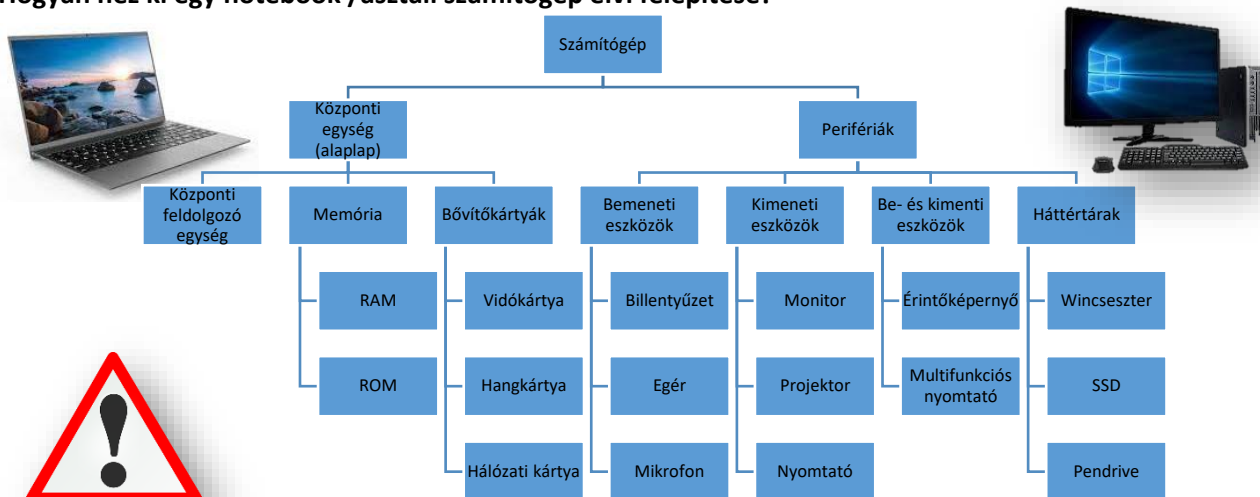 Számítógép
Központi
egység
(alaplap)
Perifériák
Központi
feldolgozó
egység
Memória
Bővítőkártyák
Bemeneti
eszközök
Kimeneti
eszközök
Be- és kimenti
eszközök
Háttértárak
RAM
Vidókártya
Billentyűzet
Monitor
Érintőképernyő
Wincseszter
ROM
Hangkártya
Egér
Projektor
Multifunkciós
nyomtató
SSD
Hálózati kártya
Mikrofon
Nyomtató
Pendrive